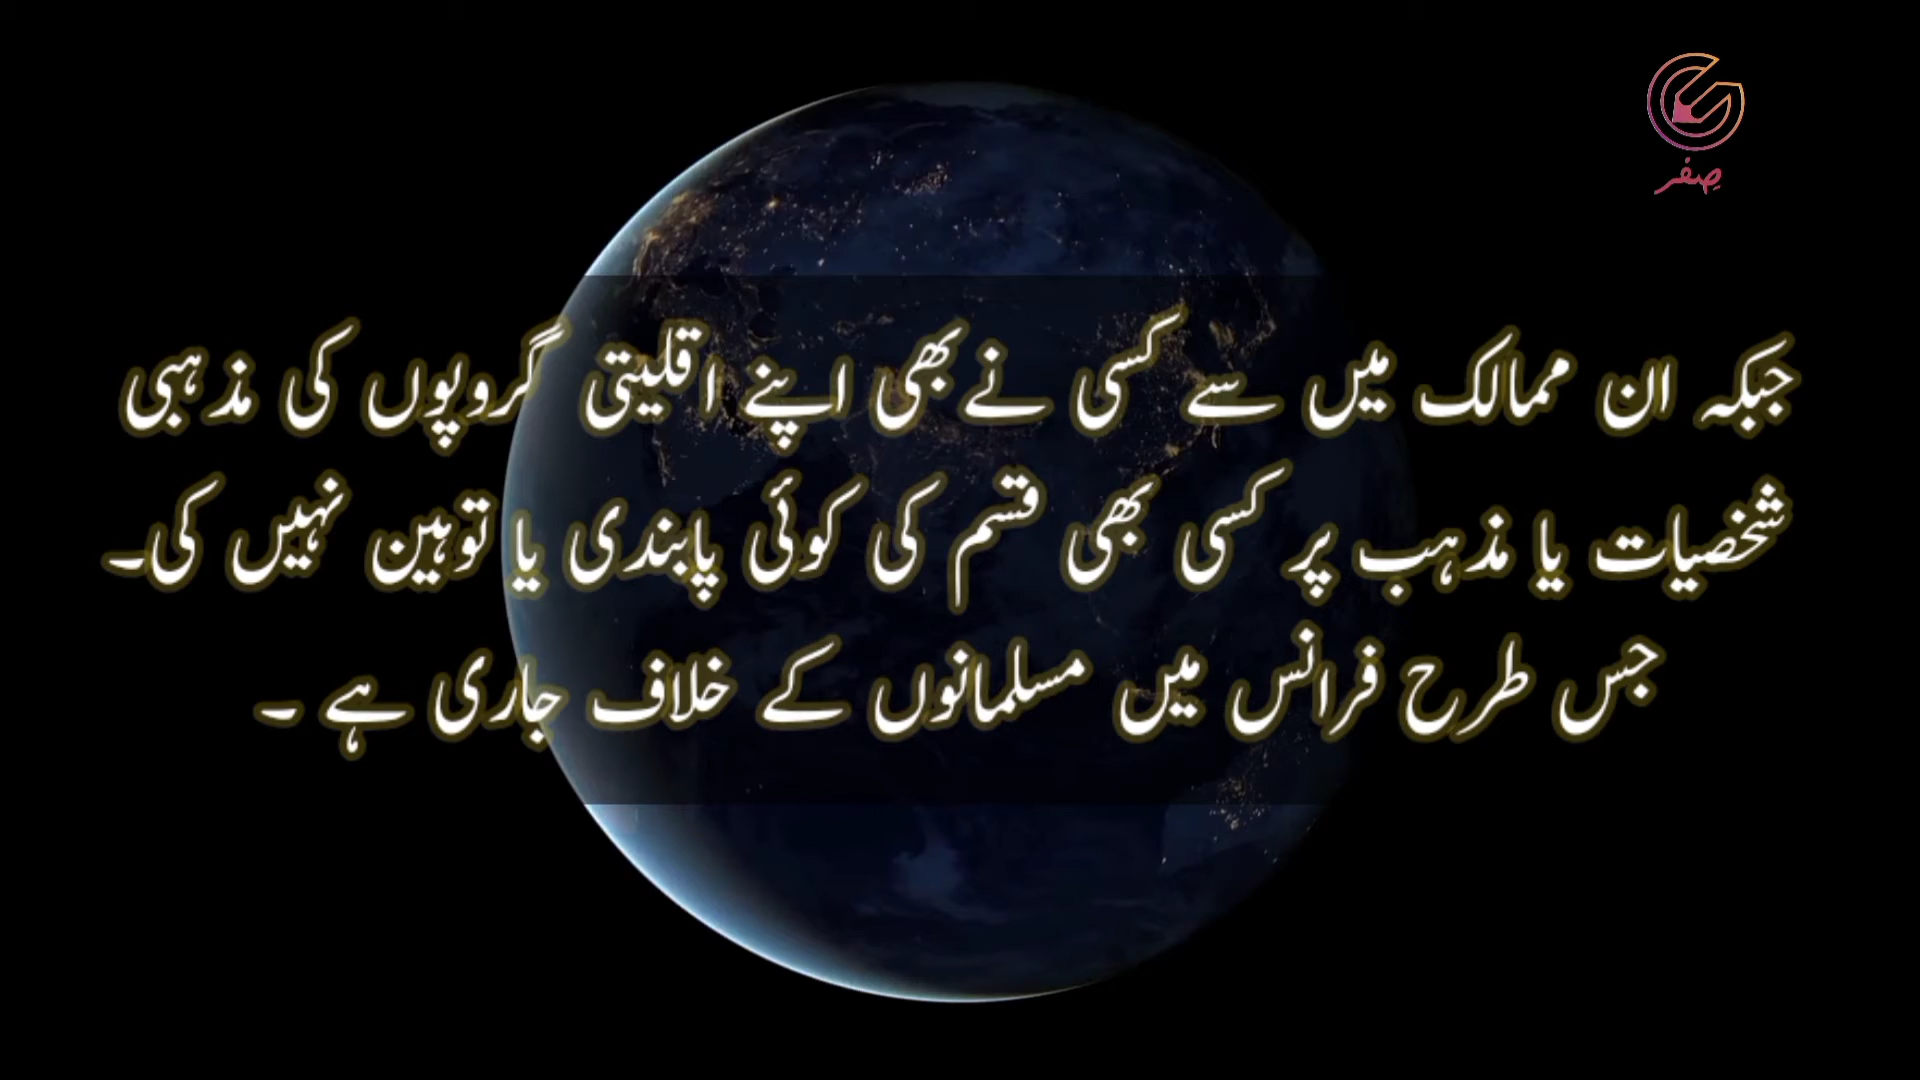 صفر
جبکہ ان ممالک میں سے کسی نے بھی اپنے اقلیتی گروپوں کی مذہبی
شخصیات یا مذہب پر کسی بھی قسم کی کوئی پابندی یا توہین نہیں کی۔
جس طرح فرانس میں مسلمانوں کے خلاف جاری ہے ۔